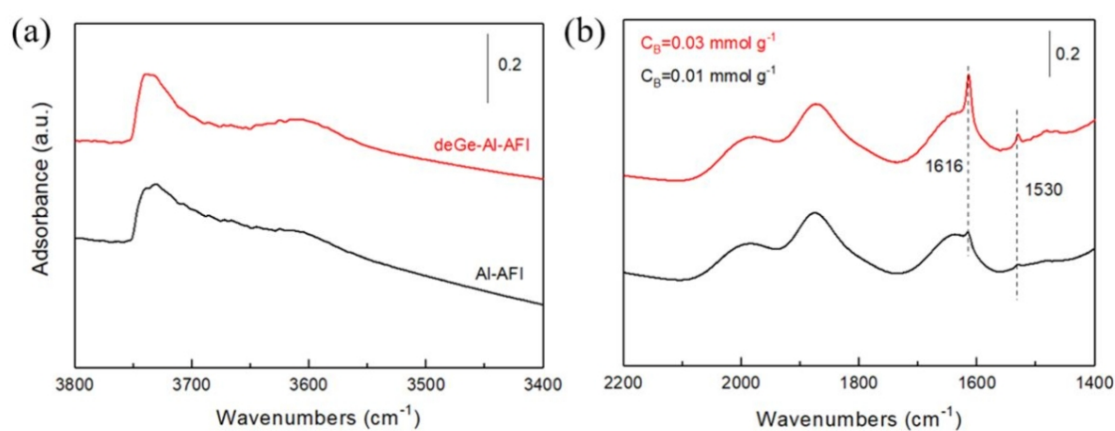 (a)
0.2
deGe-Al-AFI
Al-AFI
Adsorbance (a.u.)
3800 3700 3600 3500 3400
Wavenumbers (cm⁻¹)
(b)
C_B=0.03 mmol g⁻¹
C_B=0.01 mmol g⁻¹
0.2
1616
1530
2200 2000 1800 1600 1400
Wavenumbers (cm⁻¹)